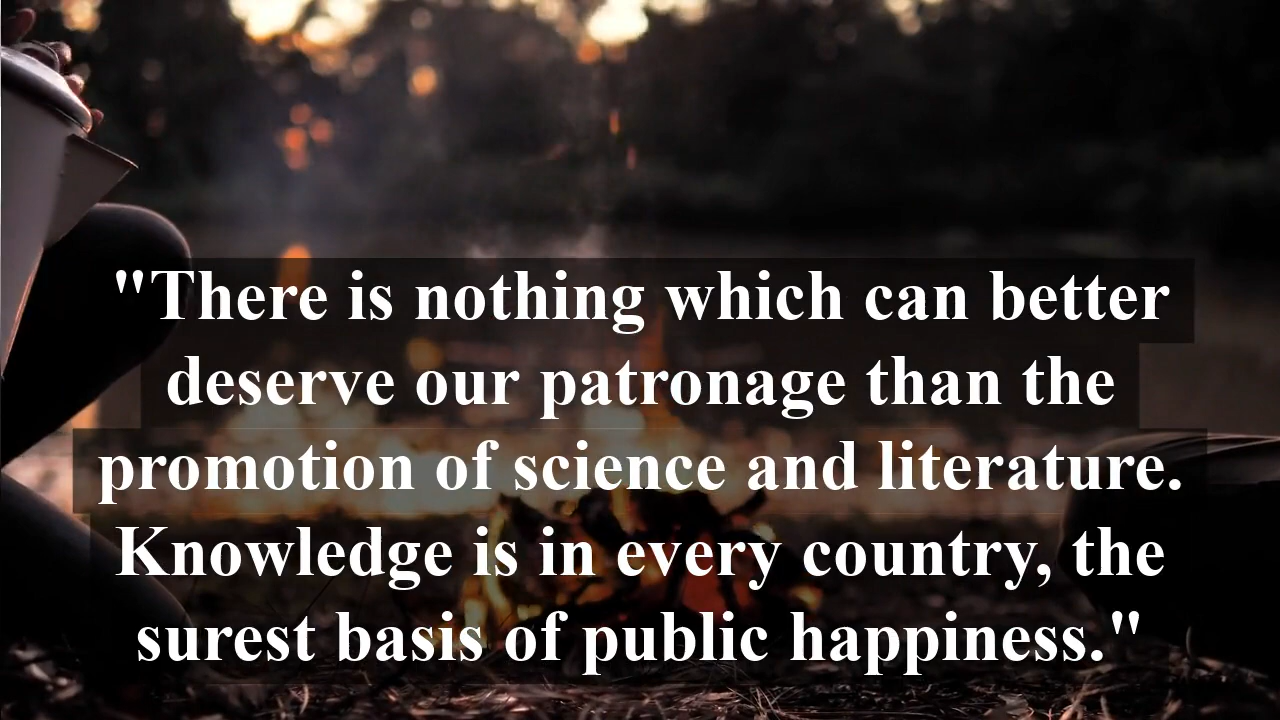 "There is nothing which can better
deserve our patronage than the
promotion of science and literature.
Knowledge is in every country, the
surest basis of public happiness."